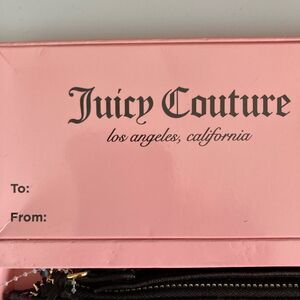 Juicy Couture
los angeles, california
To:
From: